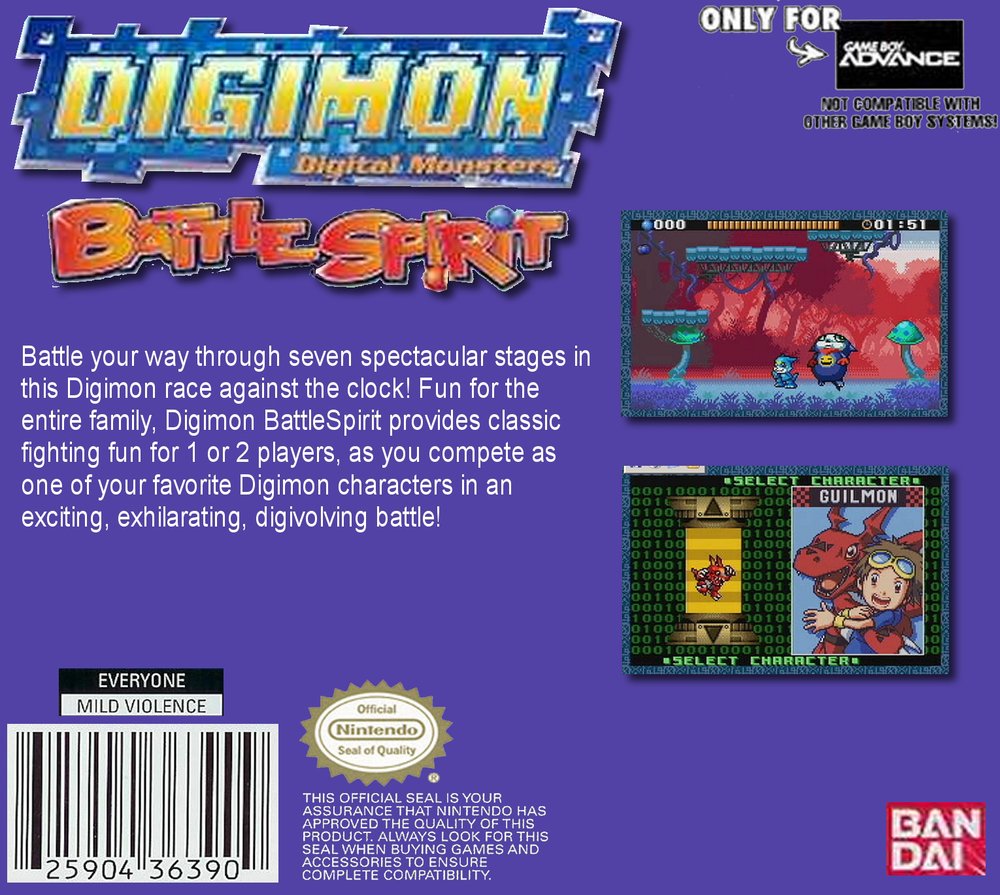 DIGIMON
Digital Monsters
BATTLE SPIRIT
ONLY FOR
GAME BOY
ADVANCE
NOT COMPATIBLE WITH
OTHER GAME BOY SYSTEMS!
000
01:51
Battle your way through seven spectacular stages in
this Digimon race against the clock! Fun for the
entire family, Digimon BattleSpirit provides classic
fighting fun for 1 or 2 players, as you compete as
one of your favorite Digimon characters in an
exciting, exhilarating, digivolving battle!
SELECT CHARACTER
GUILMON
SELECT CHARACTER
EVERYONE
MILD VIOLENCE
25904 36390
Official
Nintendo
Seal of Quality
®
THIS OFFICIAL SEAL IS YOUR
ASSURANCE THAT NINTENDO HAS
APPROVED THE QUALITY OF THIS
PRODUCT. ALWAYS LOOK FOR THIS
SEAL WHEN BUYING GAMES AND
ACCESSORIES TO ENSURE
COMPLETE COMPATIBILITY.
BAN
DAI